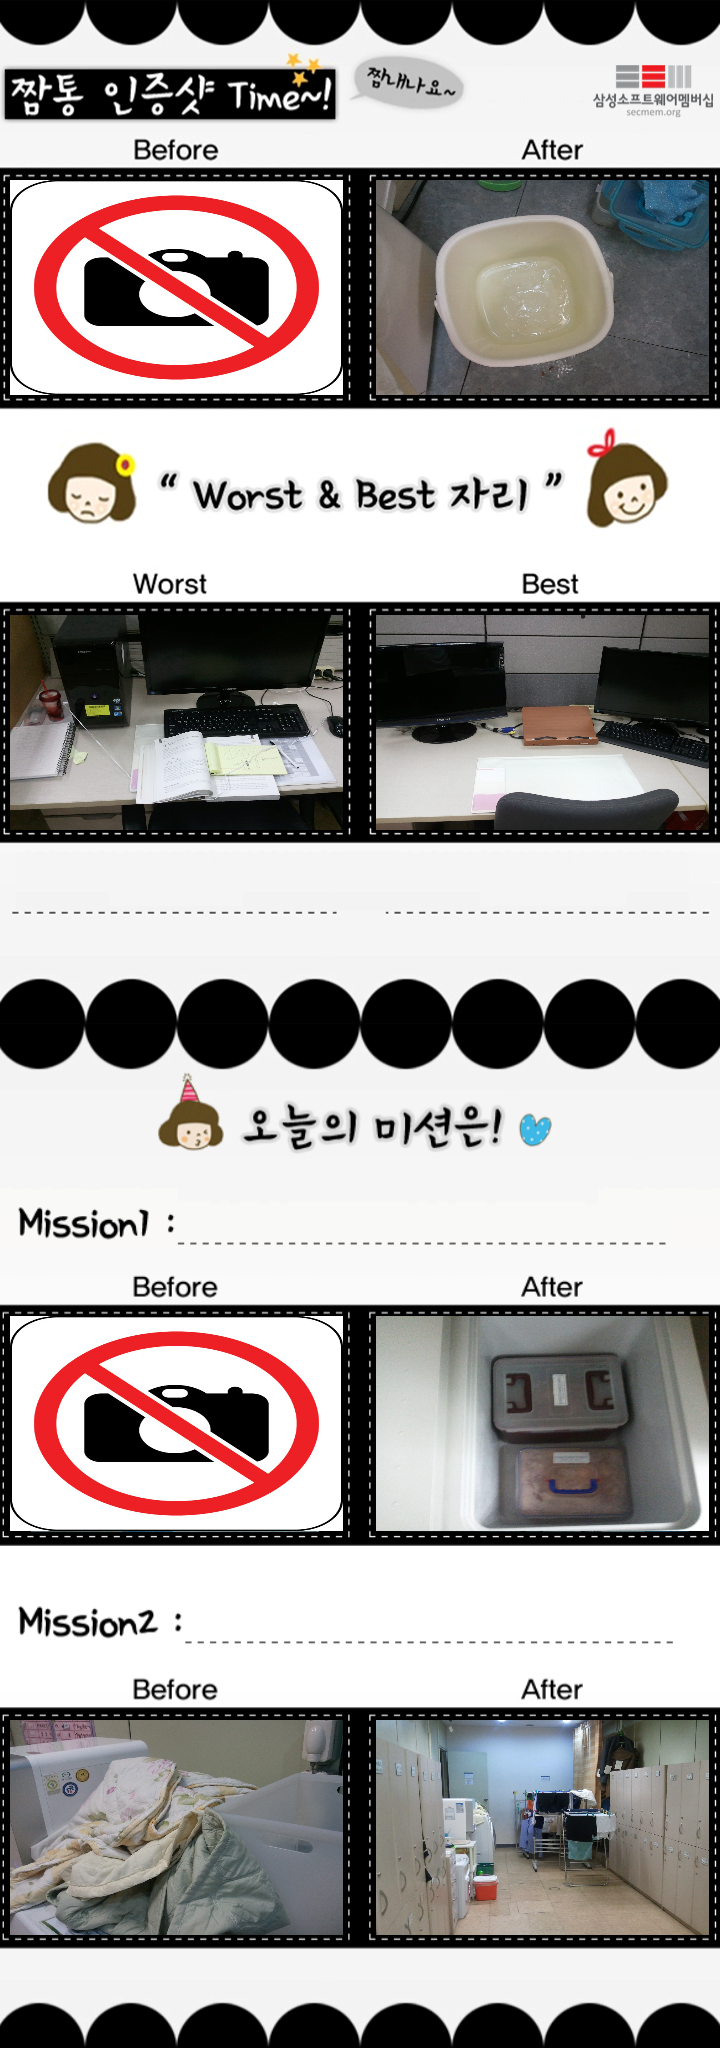 짬통 인증샷 Time~!
짬내나요~
삼성소프트웨어멤버십
secmem.org
Before After
“ Worst & Best 자리 ”
Worst Best
오늘의 미션은!
Mission1 :
Before After
Mission2 :
Before After